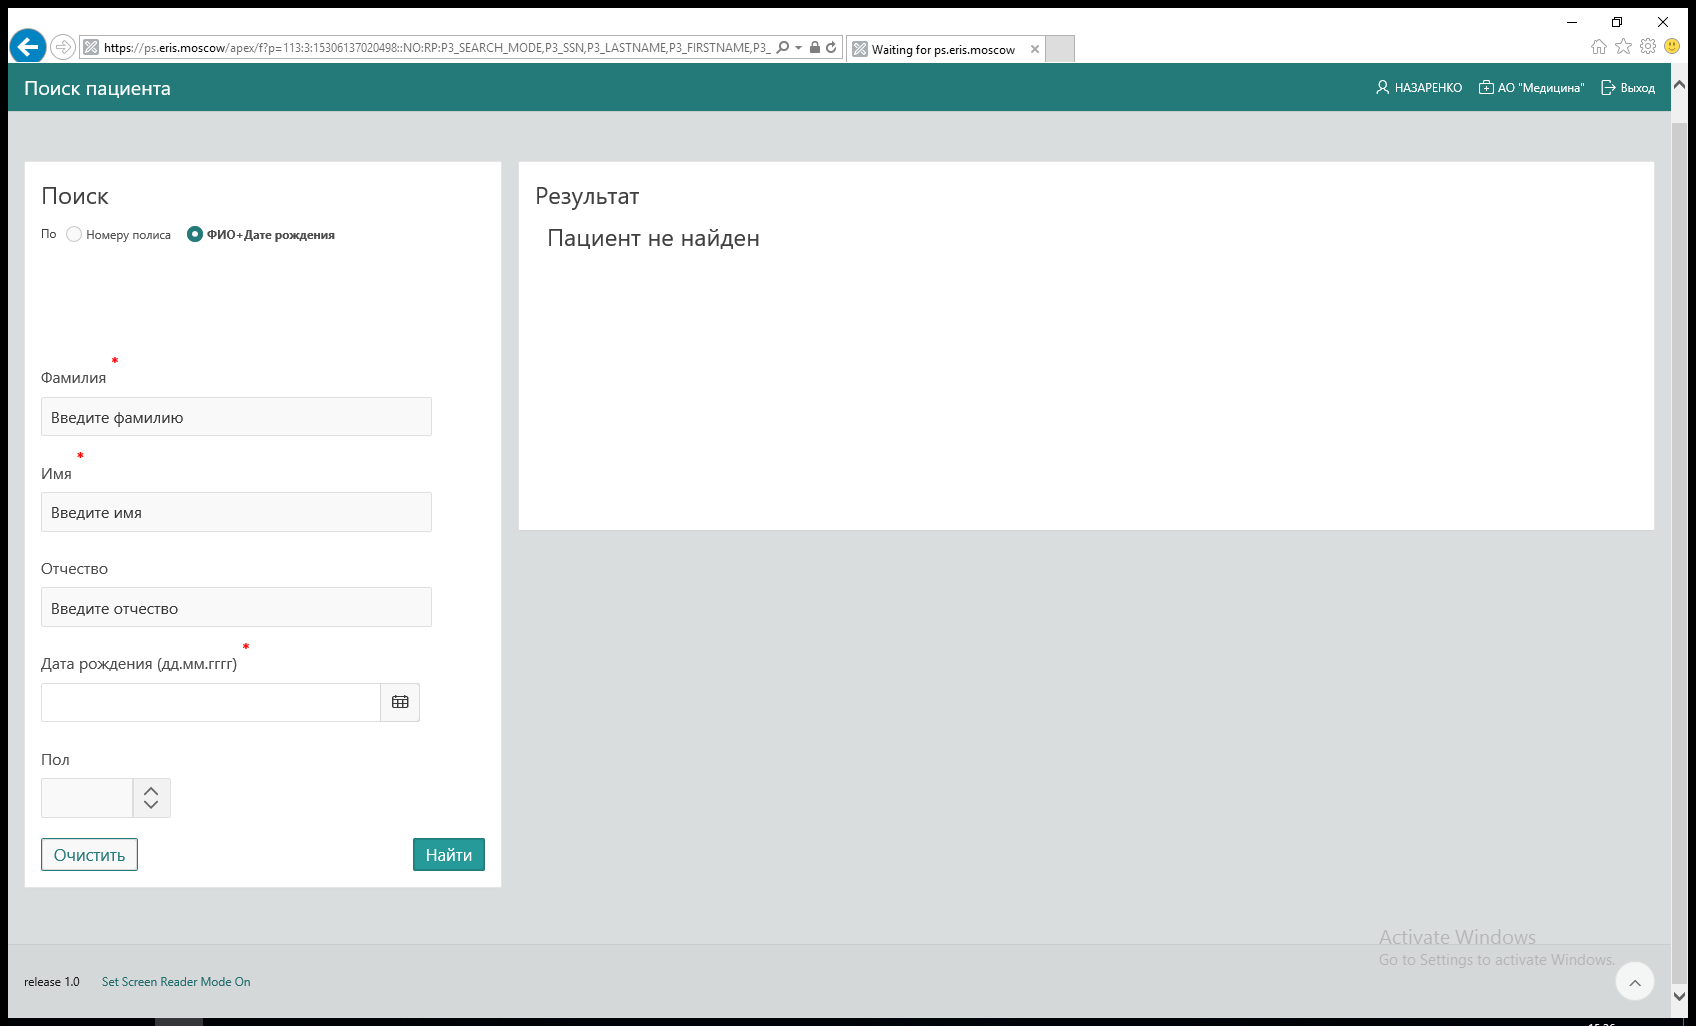 https://ps.eris.moscow/apex/f?p=113:3:15306137020498::NO:RP:P3_SEARCH_MODE,P3_SSN,P3_LASTNAME,P3_FIRSTNAME,P3_
Waiting for ps.eris.moscow
Поиск пациента
НАЗАРЕНКО
АО "Медицина"
Выход
Поиск
По
Номеру полиса
ФИО+Дате рождения
Фамилия *
Введите фамилию
Имя *
Введите имя
Отчество
Введите отчество
Дата рождения (дд.мм.гггг) *
Пол
Очистить
Найти
Результат
Пациент не найден
Activate Windows
Go to Settings to activate Windows.
release 1.0
Set Screen Reader Mode On